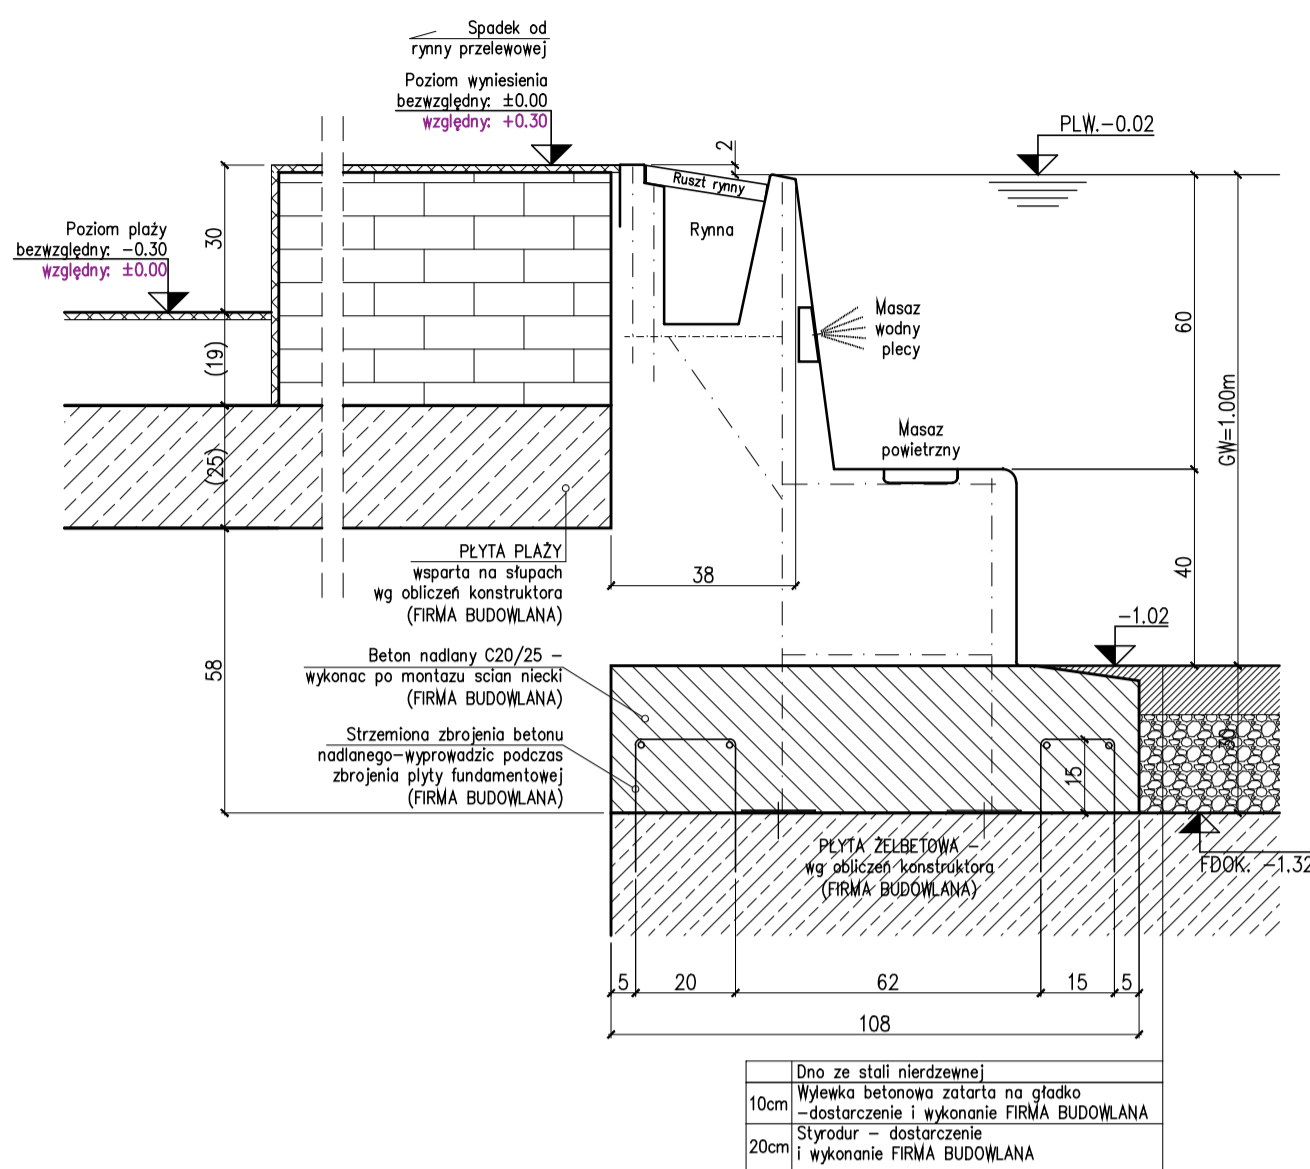 Spadek od
rynny przelewowej
Poziom wyniesienia
bezwzględny: ±0.00
względny: +0.30
PLW.-0.02
2
Ruszt rynny
Rynna
Poziom plaży
bezwzględny: -0.30
względny: ±0.00
30
(19)
(25)
58
Masaz
wodny
plecy
60
GW=1.00m
Masaz
powietrzny
40
38
-1.02
PŁYTA PLAŻY
wsparta na słupach
wg obliczeń konstruktora
(FIRMA BUDOWLANA)
Beton nadlany C20/25 -
wykonac po montazu scian niecki
(FIRMA BUDOWLANA)
Strzemiona zbrojenia betonu
nadlanego-wyprowadzic podczas
zbrojenia plyty fundamentowej
(FIRMA BUDOWLANA)
15
30
PŁYTA ŻELBETOWA -
wg obliczeń konstruktora
(FIRMA BUDOWLANA)
FDOK. -1.32
5
20
62
15
5
108
Dno ze stali nierdzewnej
10cm Wylewka betonowa zatarta na gładko
-dostarczenie i wykonanie FIRMA BUDOWLANA
20cm Styrodur - dostarczenie
i wykonanie FIRMA BUDOWLANA